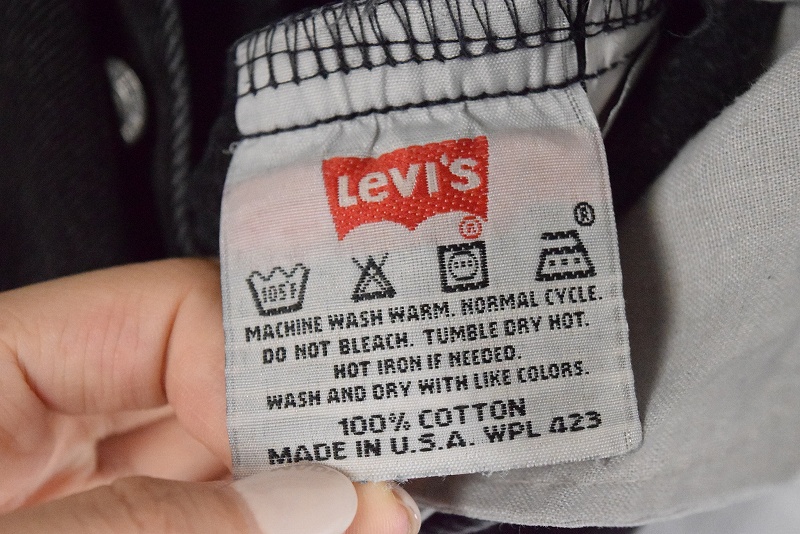 Levi's
®
®
105°F
MACHINE WASH WARM. NORMAL CYCLE.
DO NOT BLEACH. TUMBLE DRY HOT.
HOT IRON IF NEEDED.
WASH AND DRY WITH LIKE COLORS.
100% COTTON
MADE IN U.S.A. WPL 423